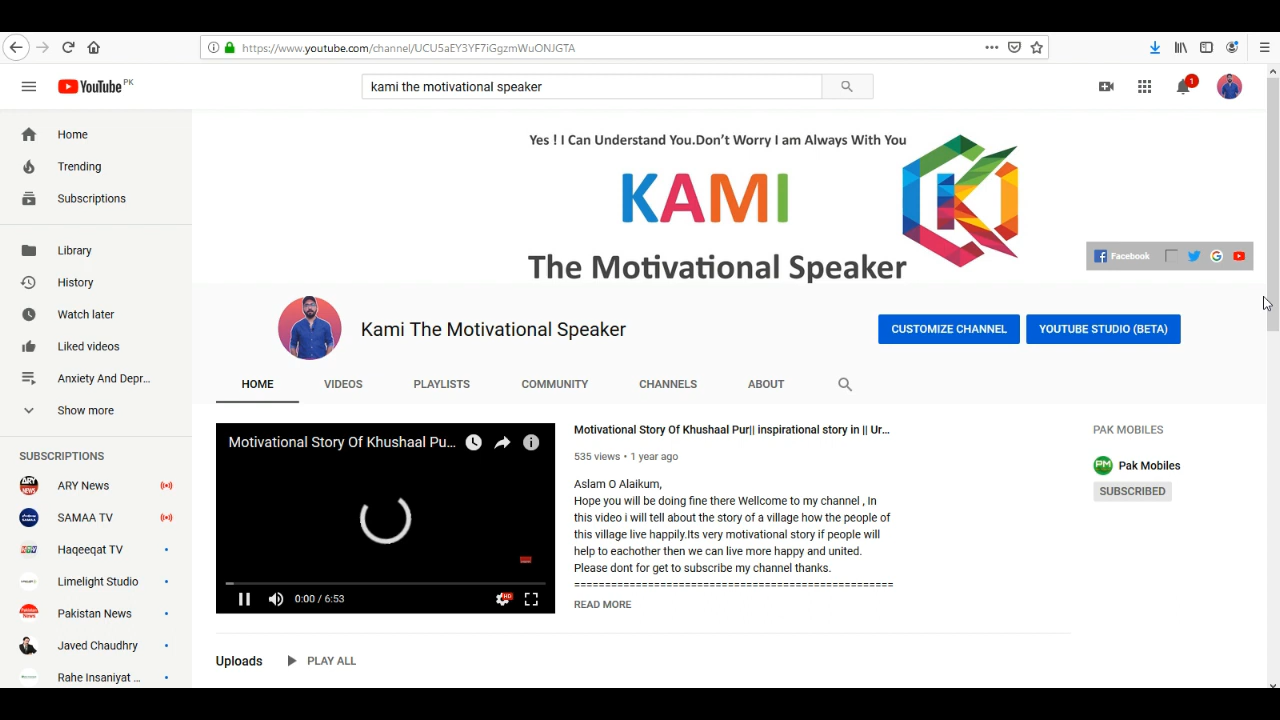 https://www.youtube.com/channel/UCU5aEY3YF7iGgzmWuONJGTA
YouTube PK
kami the motivational speaker
1
Home
Trending
Subscriptions
Library
History
Watch later
Liked videos
Anxiety And Depr...
Show more
SUBSCRIPTIONS
ARY News
SAMAA TV
Haqeeqat TV
Limelight Studio
Pakistan News
Javed Chaudhry
Rahe Insaniyat ...
Yes ! I Can Understand You.Don't Worry I am Always With You
KAMI
The Motivational Speaker
Facebook
Kami The Motivational Speaker
CUSTOMIZE CHANNEL
YOUTUBE STUDIO (BETA)
HOME VIDEOS PLAYLISTS COMMUNITY CHANNELS ABOUT
Motivational Story Of Khushaal Pu...
0:00 / 6:53
HD
Motivational Story Of Khushaal Pur|| inspirational story in || Ur...
535 views • 1 year ago
Aslam O Alaikum,
Hope you will be doing fine there Wellcome to my channel , In
this video i will tell about the story of a village how the people of
this village live happily.Its very motivational story if people will
help to eachother then we can live more happy and united.
Please dont for get to subscribe my channel thanks.
====================================================
READ MORE
PAK MOBILES
PM
Pak Mobiles
SUBSCRIBED
Uploads
PLAY ALL